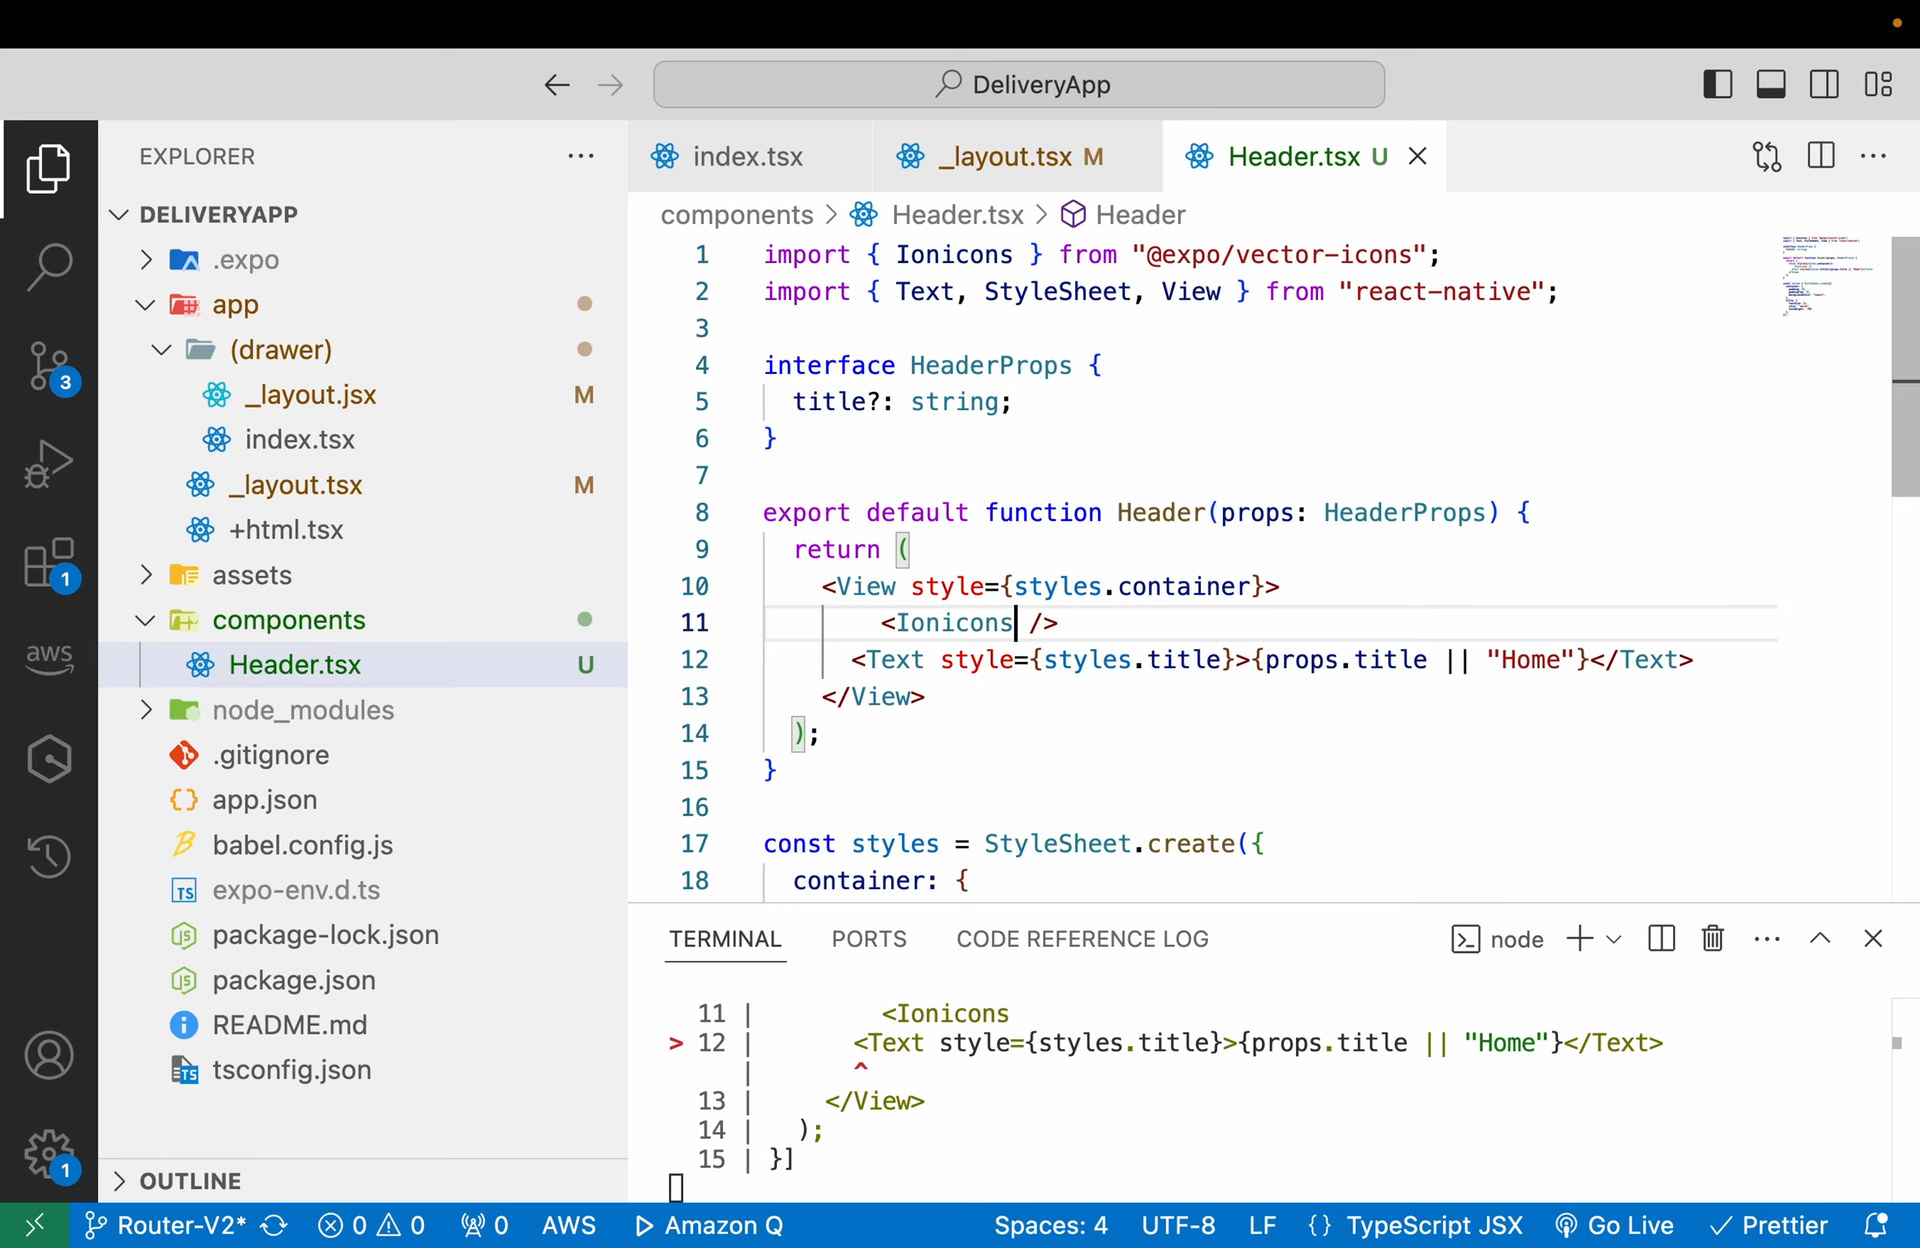 DeliveryApp
EXPLORER
DELIVERYAPP
.expo
app
(drawer)
_layout.jsx M
index.tsx
_layout.tsx M
+html.tsx
assets
components
Header.tsx U
node_modules
.gitignore
app.json
babel.config.js
TS expo-env.d.ts
package-lock.json
package.json
README.md
TS tsconfig.json
OUTLINE
3
1
aws
1
index.tsx
_layout.tsx M
Header.tsx U
components > Header.tsx > Header
1 import { Ionicons } from "@expo/vector-icons";
2 import { Text, StyleSheet, View } from "react-native";
3
4 interface HeaderProps {
5 title?: string;
6 }
7
8 export default function Header(props: HeaderProps) {
9 return (
10 <View style={styles.container}>
11 <Ionicons />
12 <Text style={styles.title}>{props.title || "Home"}</Text>
13 </View>
14 );
15 }
16
17 const styles = StyleSheet.create({
18 container: {
TERMINAL PORTS CODE REFERENCE LOG node
11 | <Ionicons
> 12 | <Text style={styles.title}>{props.title || "Home"}</Text>
| ^
13 | </View>
14 | );
15 | }]
Router-V2* 0 0 0 AWS Amazon Q Spaces: 4 UTF-8 LF {} TypeScript JSX Go Live Prettier